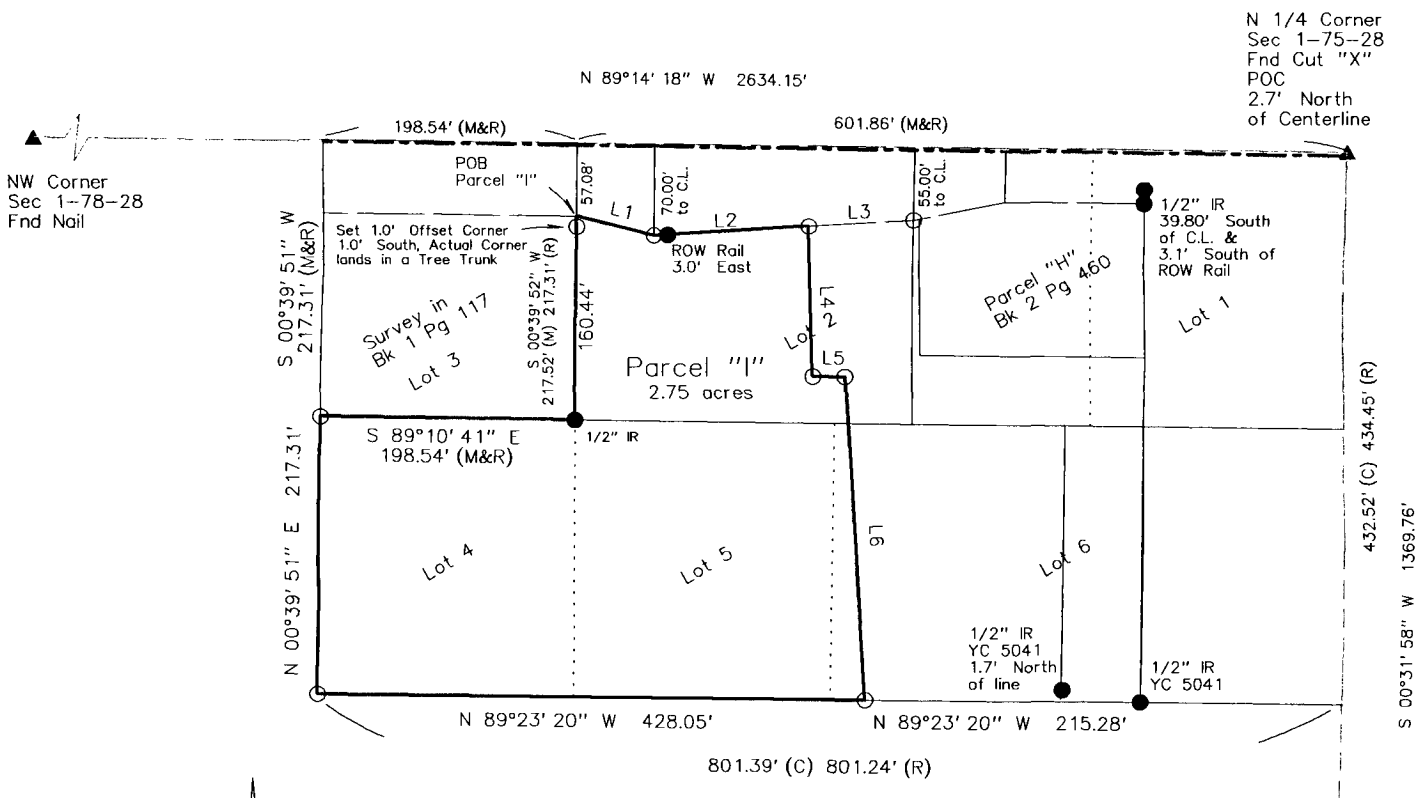 N 1/4 Corner
Sec 1-75-28
Fnd Cut "X"
POC
2.7' North
of Centerline
N 89°14' 18" W 2634.15'
198.54' (M&R)
601.86' (M&R)
NW Corner
Sec 1-78-28
Fnd Nail
POB
Parcel "I"
57.08'
70.00'
to C.L.
55.00'
to C.L.
L1
L2
L3
Set 1.0' Offset Corner
1.0' South, Actual Corner
lands in a Tree Trunk
ROW Rail
3.0' East
1/2" IR
39.80' South
of C.L. &
3.1' South of
ROW Rail
S 00°39' 51" W
217.31' (M&R)
Survey in
Bk 1 Pg 117
Lot 3
S 00°39' 52" W
217.52' (M) 217.31' (R)
160.44'
Parcel "I"
2.75 acres
L4
Lot 2
L5
Parcel "H"
Bk 2 Pg 460
Lot 1
S 89°10' 41" E
198.54' (M&R)
1/2" IR
432.52' (C) 434.45' (R)
S 00°31' 58" W 1369.76'
N 00°39' 51" E 217.31'
Lot 4
Lot 5
L6
Lot 6
1/2" IR
YC 5041
1.7' North
of line
1/2" IR
YC 5041
N 89°23' 20" W 428.05'
N 89°23' 20" W 215.28'
801.39' (C) 801.24' (R)